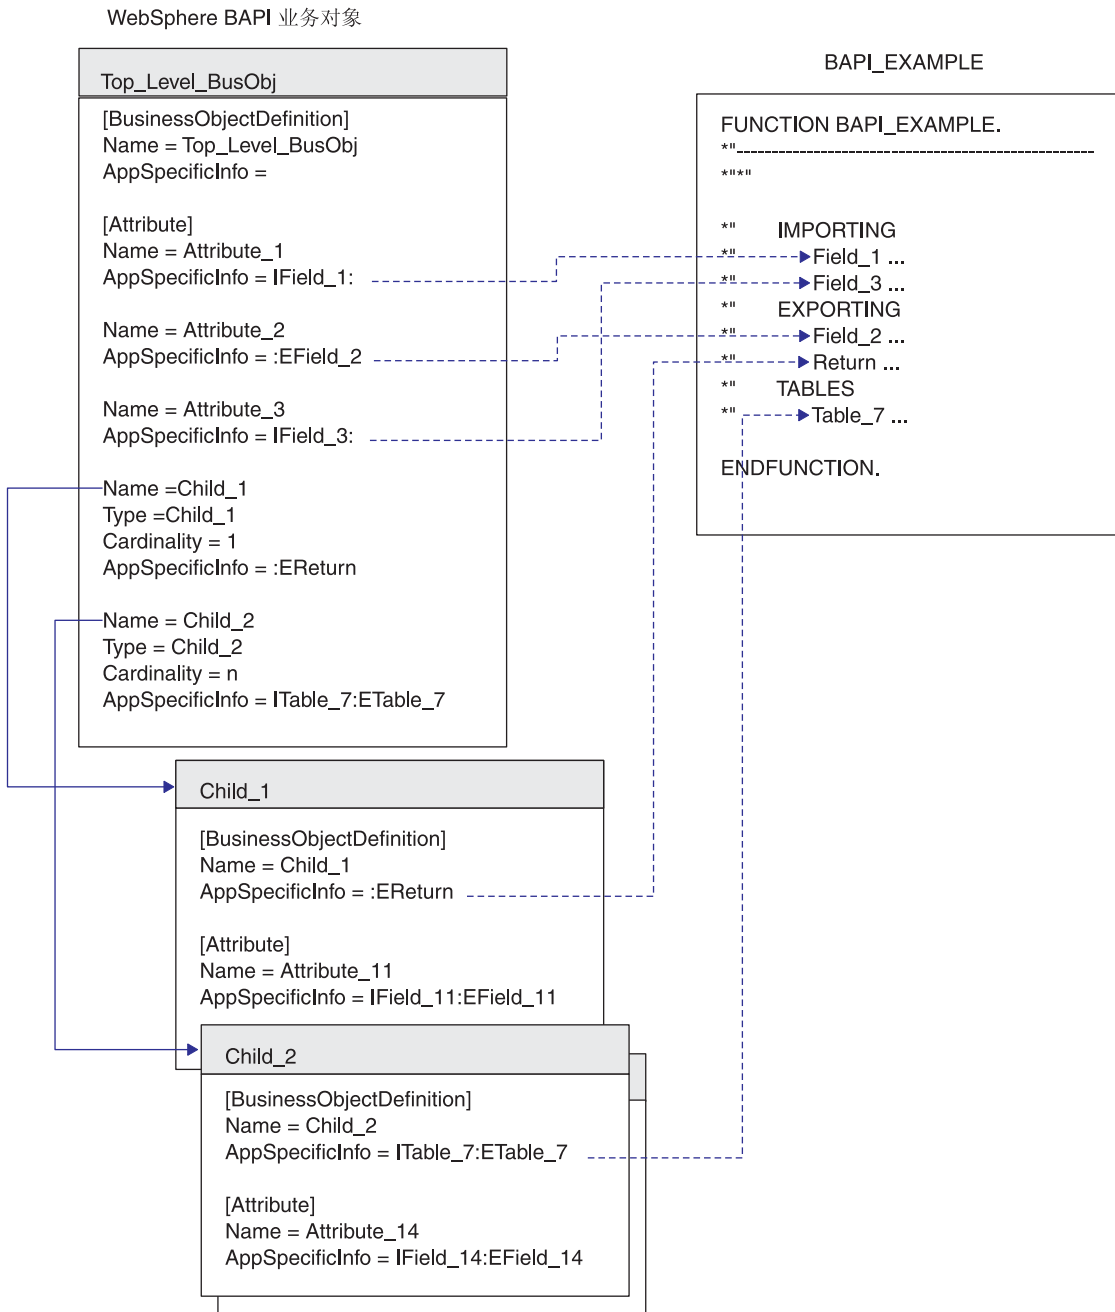 WebSphere BAPI 业务对象
Top_Level_BusObj
[BusinessObjectDefinition]
Name = Top_Level_BusObj
AppSpecificInfo =
[Attribute]
Name = Attribute_1
AppSpecificInfo = IField_1:
Name = Attribute_2
AppSpecificInfo = :EField_2
Name = Attribute_3
AppSpecificInfo = IField_3:
Name =Child_1
Type =Child_1
Cardinality = 1
AppSpecificInfo = :EReturn
Name = Child_2
Type = Child_2
Cardinality = n
AppSpecificInfo = ITable_7:ETable_7
BAPI_EXAMPLE
FUNCTION BAPI_EXAMPLE.
*"----------------------------------------------------
*"*"
*" IMPORTING
*" Field_1 ...
*" Field_3 ...
*" EXPORTING
*" Field_2 ...
*" Return ...
*" TABLES
*" Table_7 ...
ENDFUNCTION.
Child_1
[BusinessObjectDefinition]
Name = Child_1
AppSpecificInfo = :EReturn
[Attribute]
Name = Attribute_11
AppSpecificInfo = IField_11:EField_11
Child_2
[BusinessObjectDefinition]
Name = Child_2
AppSpecificInfo = ITable_7:ETable_7
[Attribute]
Name = Attribute_14
AppSpecificInfo = IField_14:EField_14